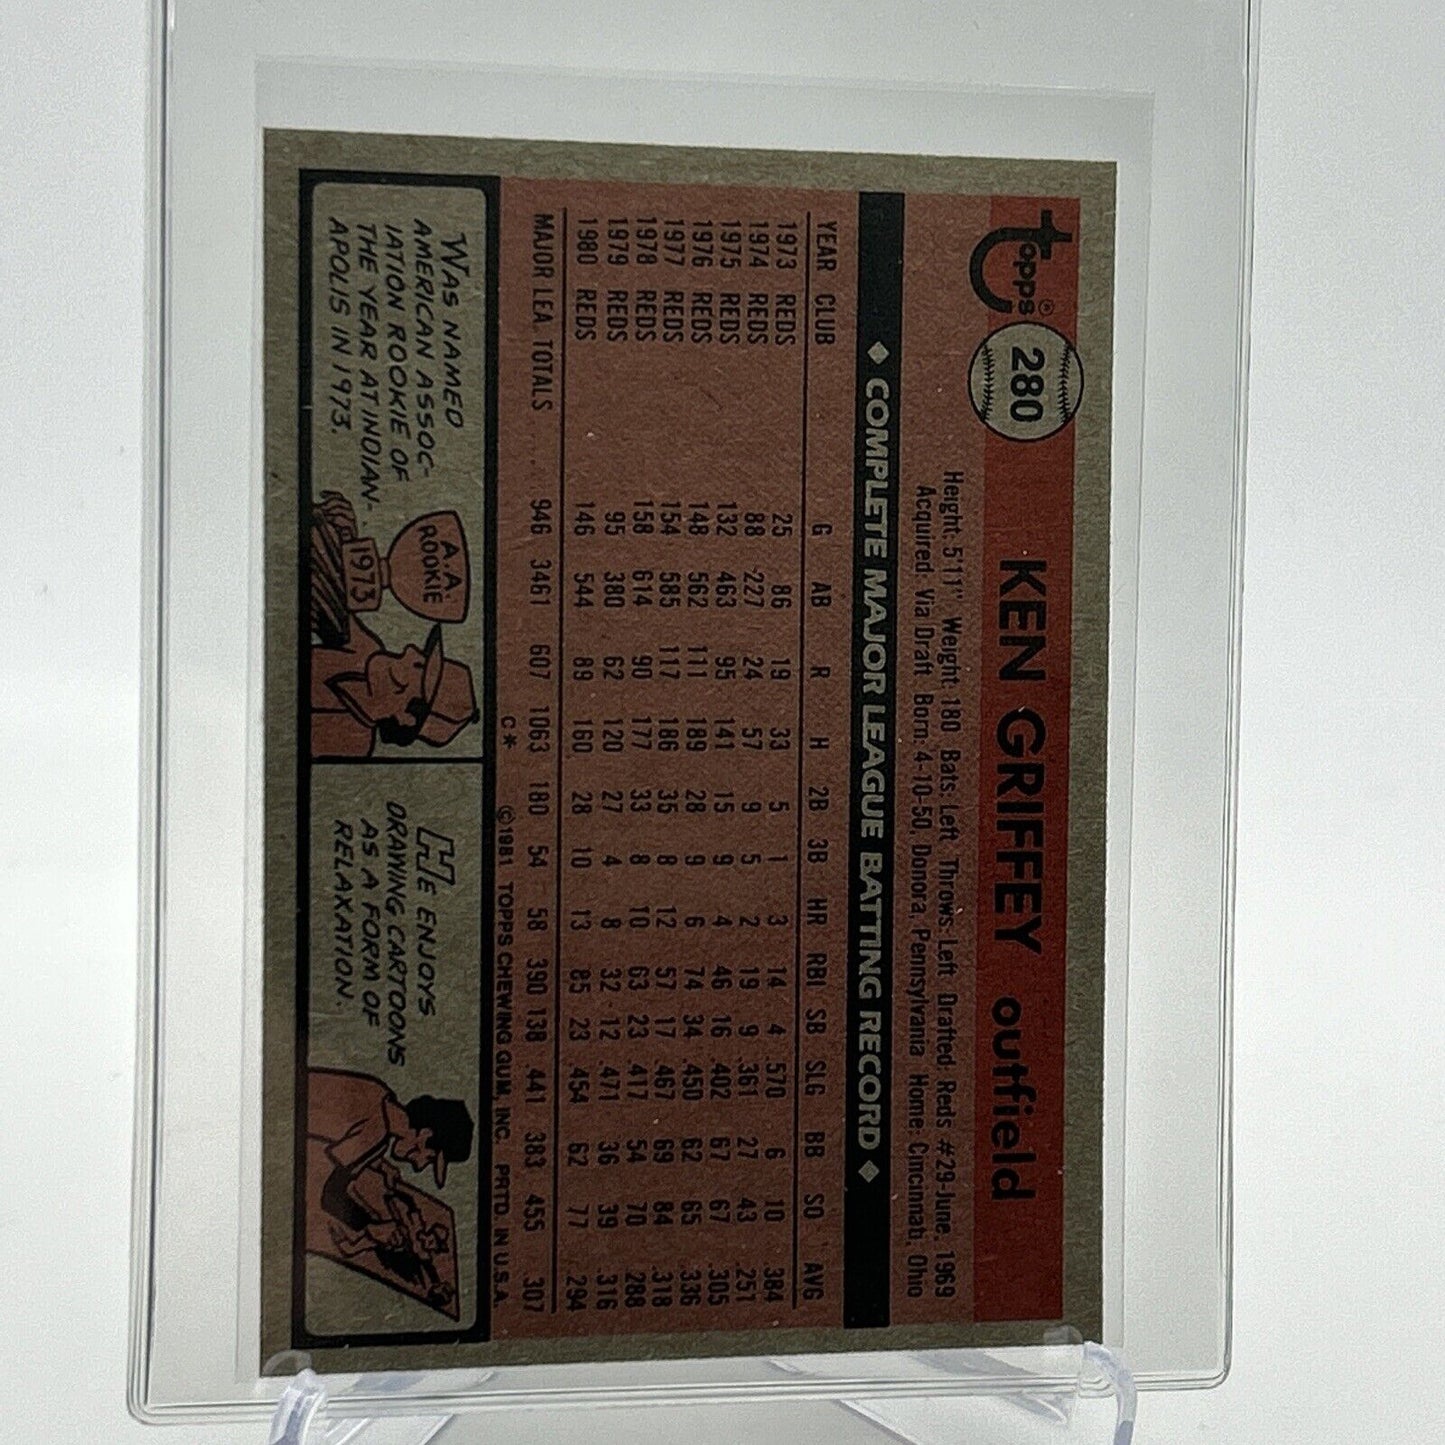 Topps® 280 KEN GRIFFEY outfield
Height: 5'11" Weight: 180 Bats: Left Throws: Left Drafted: Reds #29-June, 1969
Acquired: Via Draft Born: 4-10-50, Donora, Pennsylvania Home: Cincinnati, Ohio
◆ COMPLETE MAJOR LEAGUE BATTING RECORD ◆
YEAR CLUB G AB R H 2B 3B HR RBI SB SLG BB SO AVG
1973 REDS 25 86 19 33 5 1 3 14 4 .570 6 10 .384
1974 REDS 88 227 24 57 9 5 2 19 9 .361 27 43 .251
1975 REDS 132 463 95 141 15 9 4 46 16 .402 67 67 .305
1976 REDS 148 562 111 189 28 9 6 74 34 .450 62 65 .336
1977 REDS 154 585 117 186 35 8 12 57 17 .467 69 84 .318
1978 REDS 158 614 90 177 33 8 10 63 23 .417 54 70 .288
1979 REDS 95 380 62 120 27 4 8 32 12 .471 36 39 .316
1980 REDS 146 544 89 160 28 10 13 85 23 .454 62 77 .294
MAJOR LEA. TOTALS .... 946 3461 607 1063 180 54 58 390 138 .441 383 455 .307
C* ©1981 TOPPS CHEWING GUM, INC. PRTD. IN U.S.A.
WAS NAMED
AMERICAN ASSOC-
IATION ROOKIE OF
THE YEAR AT INDIAN-
APOLIS IN 1973.
A.A.
ROOKIE
1973
HE ENJOYS
DRAWING CARTOONS
AS A FORM OF
RELAXATION.